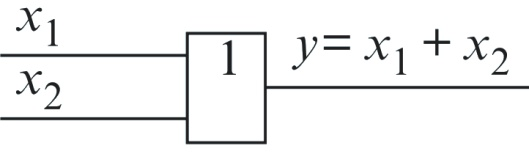 x₁
x₂
1
y = x₁ + x₂